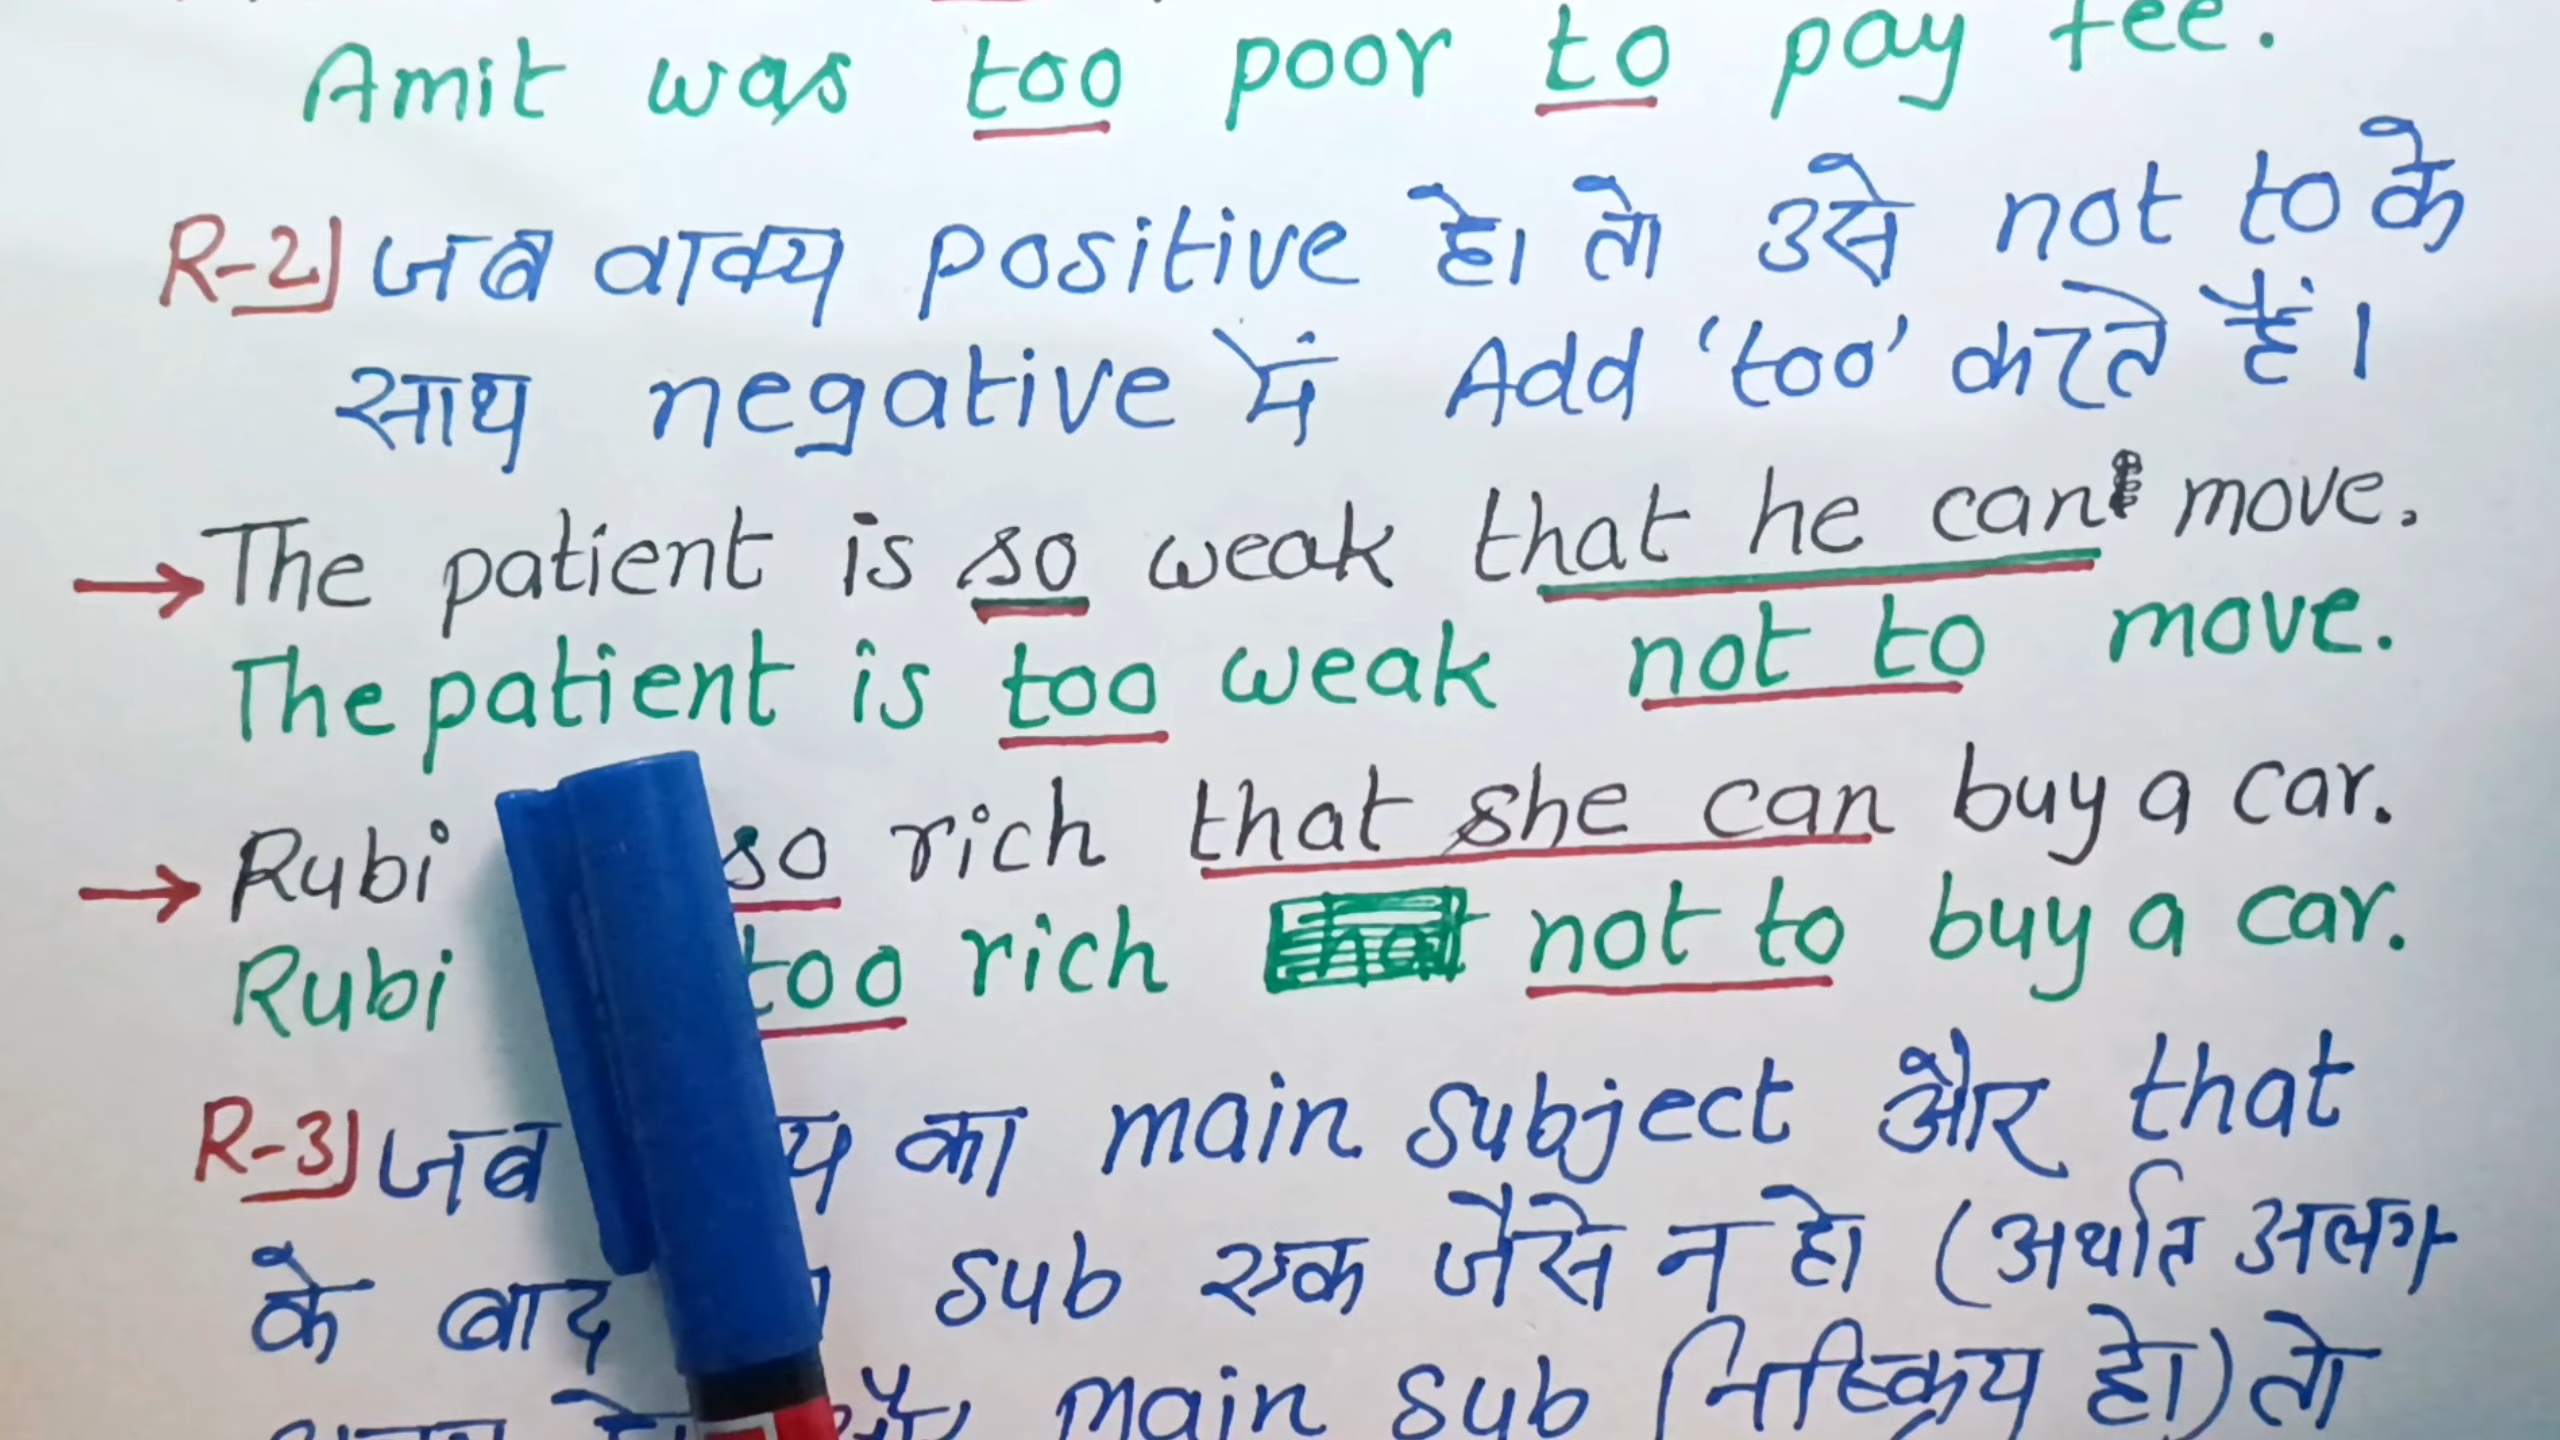 Amit was too poor to pay fee.
R-2) जब वाक्य positive हो तो उसे not to के
साथ negative में Add 'too' करते हैं।
→ The patient is so weak that he can move.
The patient is too weak not to move.
→ Rubi so rich that she can buy a car.
Rubi too rich not to buy a car.
R-3) जब का main subject और that
के बाद sub एक जैसे न हो (अर्थात अलग
main sub निष्क्रिय हो) तो